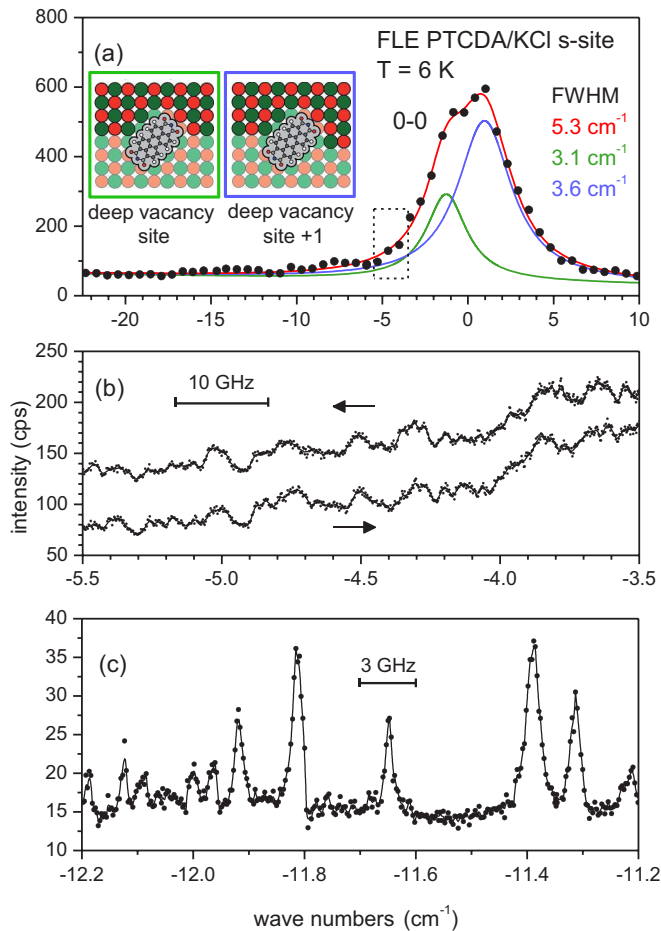 (a)
FLE PTCDA/KCl s-site
T = 6 K
0-0
FWHM
5.3 cm⁻¹
3.1 cm⁻¹
3.6 cm⁻¹
deep vacancy
site
deep vacancy
site +1
800
600
400
200
0
-20
-15
-10
-5
0
5
10
(b)
10 GHz
250
200
150
100
50
-5.5
-5.0
-4.5
-4.0
-3.5
intensity (cps)
(c)
3 GHz
40
35
30
25
20
15
10
-12.2
-12.0
-11.8
-11.6
-11.4
-11.2
wave numbers (cm⁻¹)